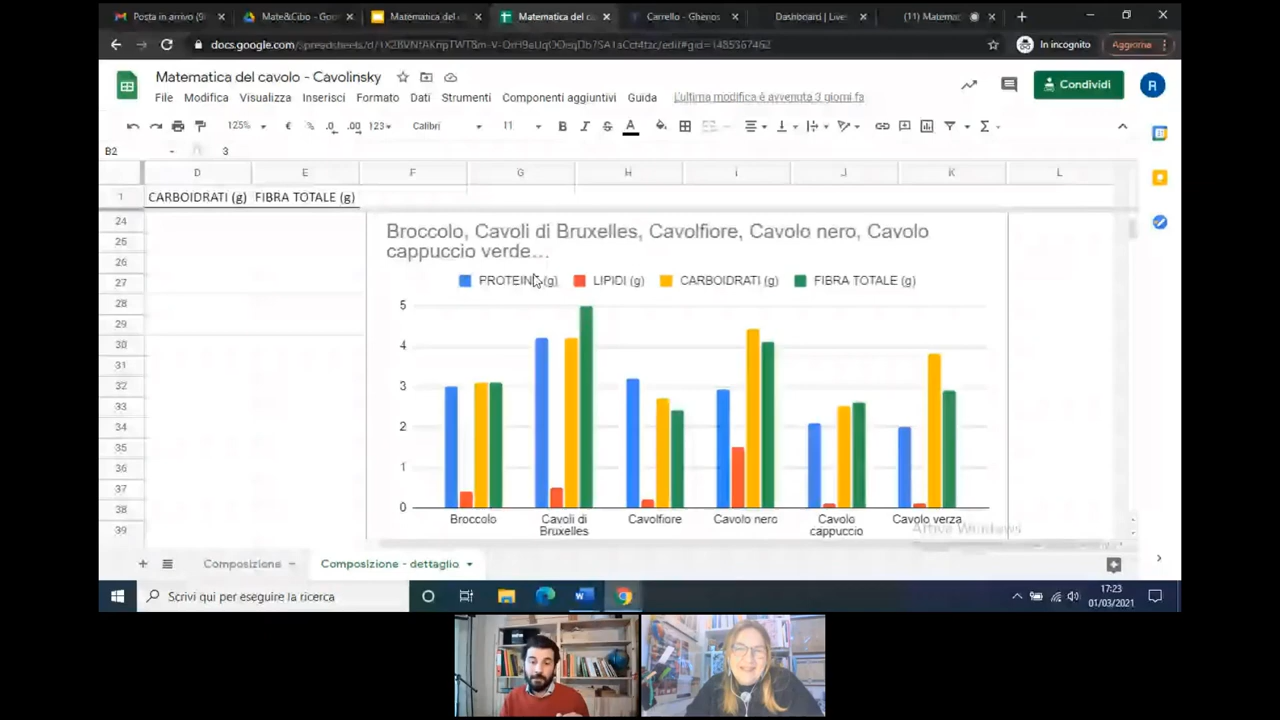 Posta in arrivo (9
Mate&Cibo - Goo
Matematica del c
Matematica del ca
Carrello - Gherios
Dashboard | Live
(11) Matema
docs.google.com
In incognito
Aggiorna
Matematica del cavolo - Cavolinsky
File Modifica Visualizza Inserisci Formato Dati Strumenti Componenti aggiuntivi Guida L'ultima modifica è avvenuta 3 giorni fa
Condividi
R
125% € % .0 .00 123 Calibri 11 B I S A
B2 3
D E F G H I J K L
1 CARBOIDRATI (g) FIBRA TOTALE (g)
24
25
26
27
28
29
30
31
32
33
34
35
36
37
38
39
Broccolo, Cavoli di Bruxelles, Cavolfiore, Cavolo nero, Cavolo
cappuccio verde...
PROTEINE (g) LIPIDI (g) CARBOIDRATI (g) FIBRA TOTALE (g)
5
4
3
2
1
0
Broccolo
Cavoli di
Bruxelles
Cavolfiore
Cavolo nero
Cavolo
cappuccio
Cavolo verza
Attiva Windows
Composizione
Composizione - dettaglio
Scrivi qui per eseguire la ricerca
17:23
01/03/2021